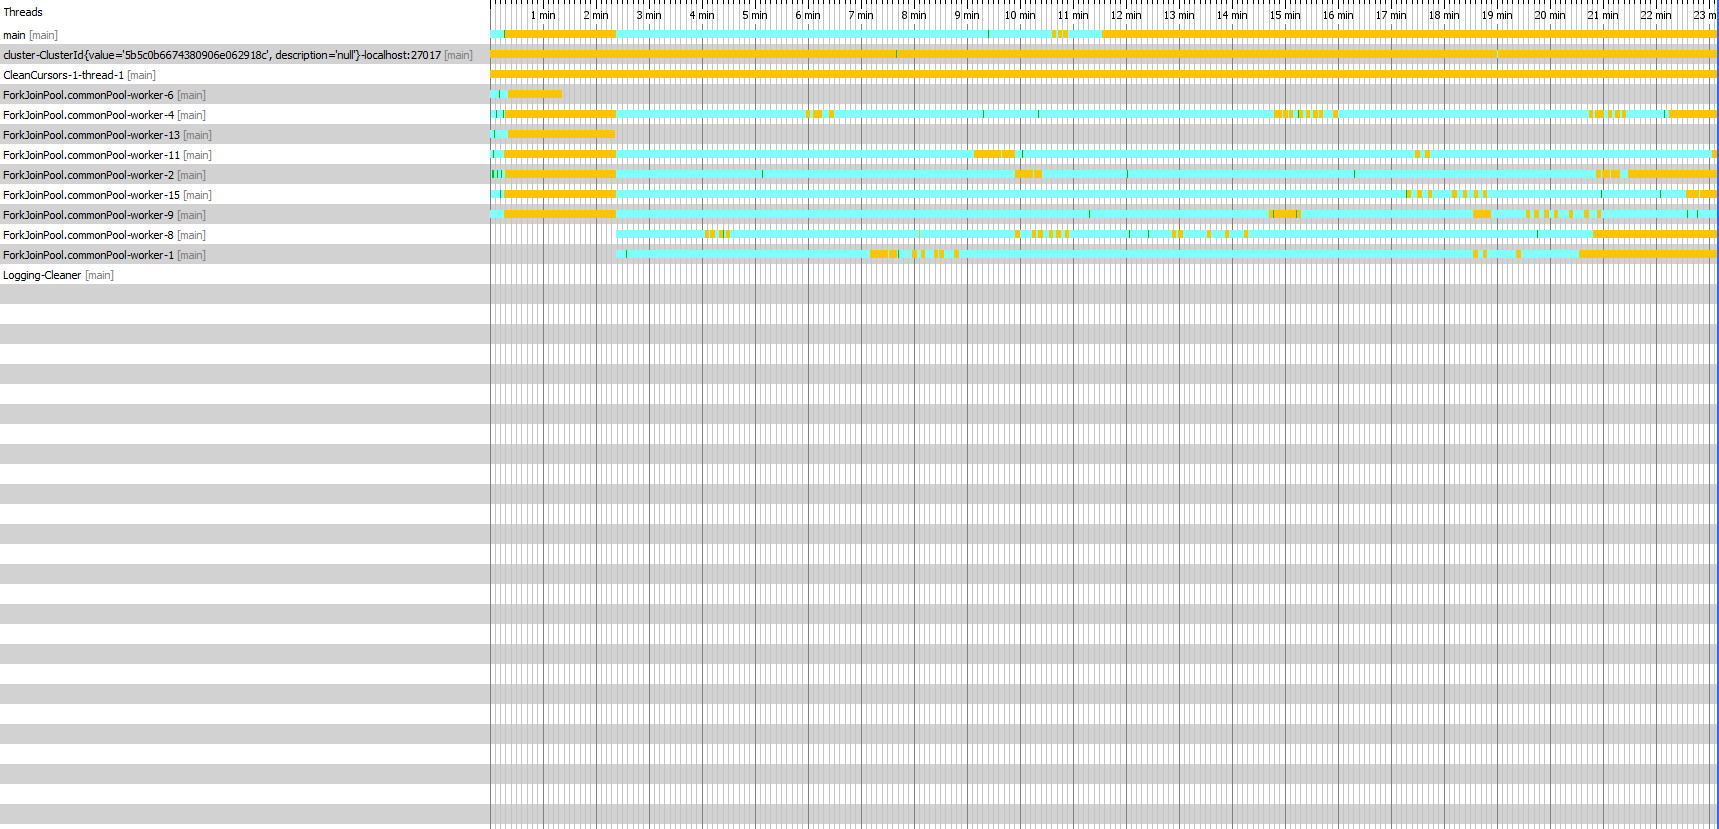 Threads
1 min 2 min 3 min 4 min 5 min 6 min 7 min 8 min 9 min 10 min 11 min 12 min 13 min 14 min 15 min 16 min 17 min 18 min 19 min 20 min 21 min 22 min 23 m
main [main]
cluster-ClusterId{value='5b5c0b6674380906e062918c', description='null'}-localhost:27017 [main]
CleanCursors-1-thread-1 [main]
ForkJoinPool.commonPool-worker-6 [main]
ForkJoinPool.commonPool-worker-4 [main]
ForkJoinPool.commonPool-worker-13 [main]
ForkJoinPool.commonPool-worker-11 [main]
ForkJoinPool.commonPool-worker-2 [main]
ForkJoinPool.commonPool-worker-15 [main]
ForkJoinPool.commonPool-worker-9 [main]
ForkJoinPool.commonPool-worker-8 [main]
ForkJoinPool.commonPool-worker-1 [main]
Logging-Cleaner [main]